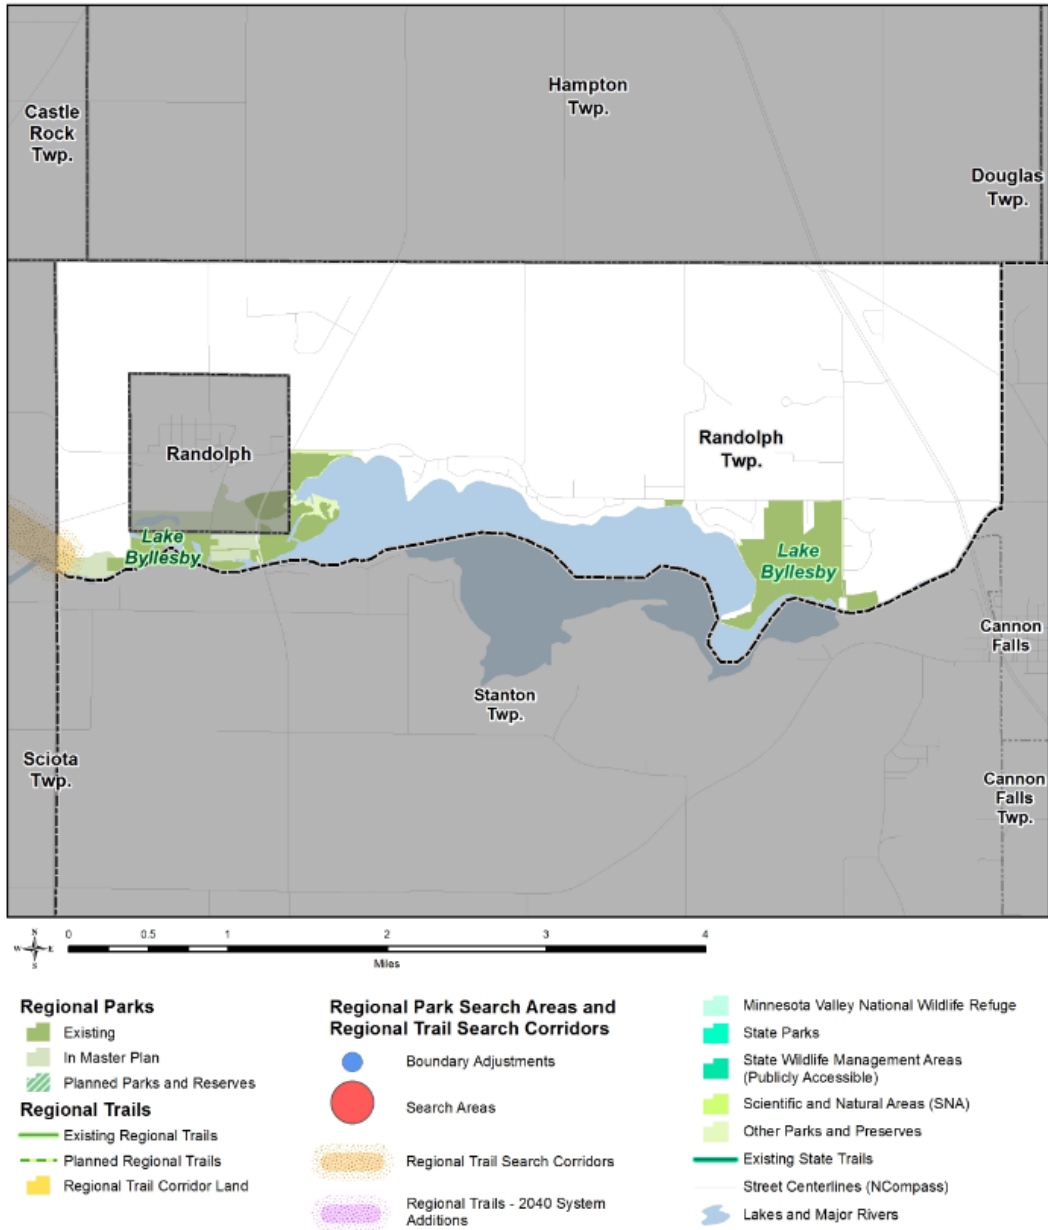 Hampton
Twp.
Castle
Rock
Twp.
Douglas
Twp.
Randolph
Randolph
Twp.
Lake
Byllesby
Lake
Byllesby
Cannon
Falls
Stanton
Twp.
Sciota
Twp.
Cannon
Falls
Twp.
N
W E
S
0 0.5 1 2 3 4
Miles
Regional Parks
Existing
In Master Plan
Planned Parks and Reserves
Regional Trails
Existing Regional Trails
Planned Regional Trails
Regional Trail Corridor Land
Regional Park Search Areas and
Regional Trail Search Corridors
Boundary Adjustments
Search Areas
Regional Trail Search Corridors
Regional Trails - 2040 System
Additions
Minnesota Valley National Wildlife Refuge
State Parks
State Wildlife Management Areas
(Publicly Accessible)
Scientific and Natural Areas (SNA)
Other Parks and Preserves
Existing State Trails
Street Centerlines (NCompass)
Lakes and Major Rivers